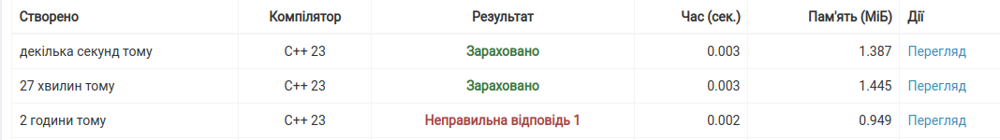 Створено Компілятор Результат Час (сек.) Пам'ять (МіБ) Дії
декілька секунд тому C++ 23 Зараховано 0.003 1.387 Перегляд
27 хвилин тому C++ 23 Зараховано 0.003 1.445 Перегляд
2 години тому C++ 23 Неправильна відповідь 1 0.002 0.949 Перегляд